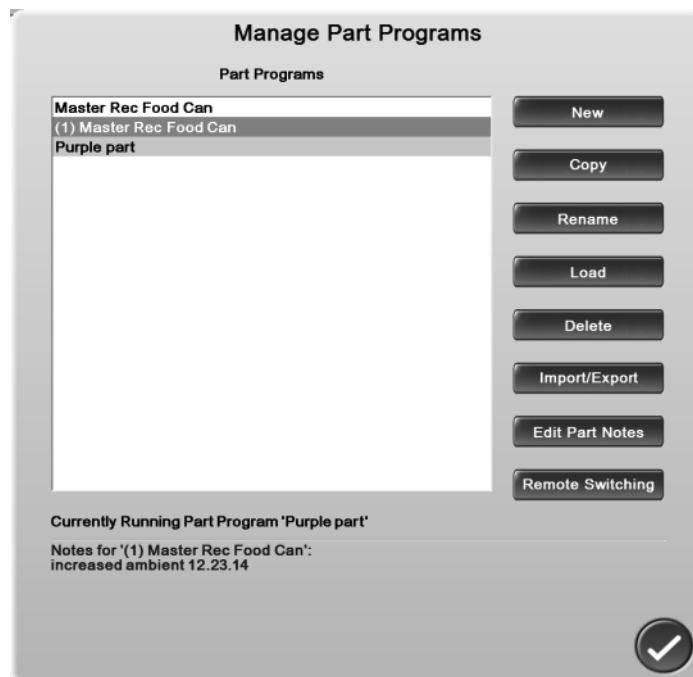 Manage Part Programs
Part Programs
Master Rec Food Can
(1) Master Rec Food Can
Purple part
New
Copy
Rename
Load
Delete
Import/Export
Edit Part Notes
Remote Switching
Currently Running Part Program 'Purple part'
Notes for '(1) Master Rec Food Can':
increased ambient 12.23.14